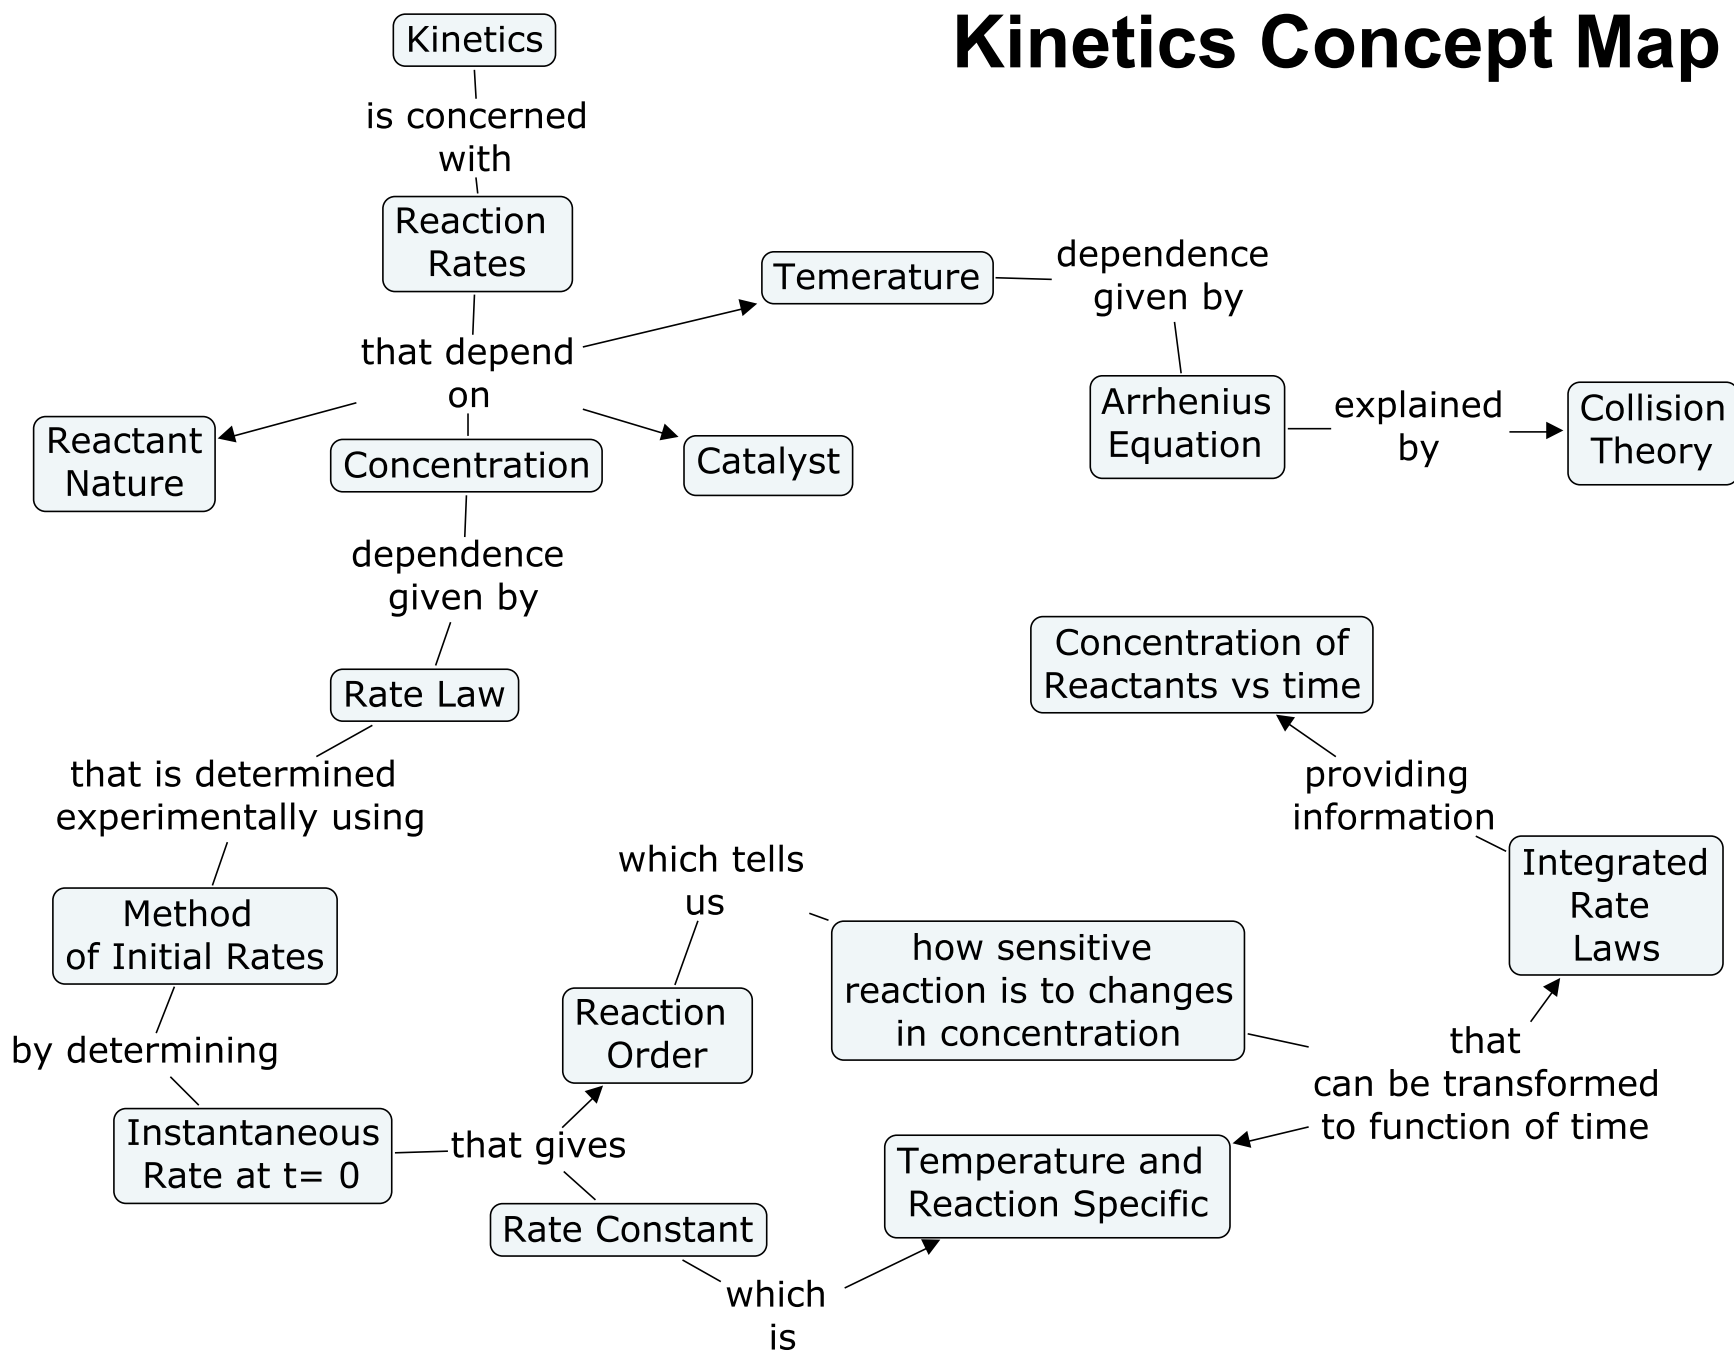 Kinetics Concept Map
Kinetics
is concerned
with
Reaction
Rates
that depend
on
Temerature
dependence
given by
Arrhenius
Equation
explained
by
Collision
Theory
Reactant
Nature
Concentration
Catalyst
dependence
given by
Rate Law
that is determined
experimentally using
Method
of Initial Rates
by determining
Instantaneous
Rate at t= 0
that gives
Reaction
Order
which tells
us
how sensitive
reaction is to changes
in concentration
Rate Constant
which
is
Temperature and
Reaction Specific
that
can be transformed
to function of time
Integrated
Rate
Laws
providing
information
Concentration of
Reactants vs time